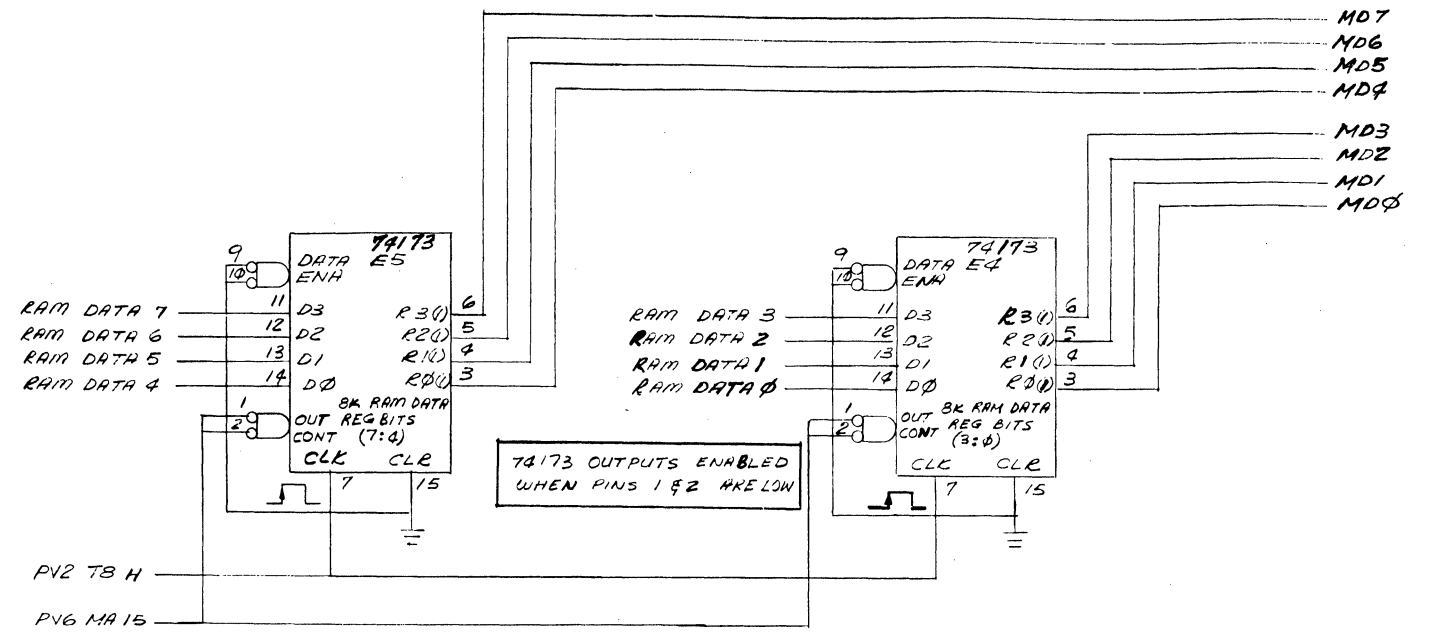 MD7
MD6
MD5
MD4
MD3
MD2
MD1
MDØ
74173
E5
9
1Ø
DATA
ENA
RAM DATA 7
11
D3
R3(1)
6
RAM DATA 6
12
D2
R2(1)
5
RAM DATA 5
13
D1
R1(1)
4
RAM DATA 4
14
DØ
RØ(1)
3
1
2
OUT
CONT
8K RAM DATA
REG BITS
(7:4)
CLK
CLR
7
15
74173
E4
9
1Ø
DATA
ENA
RAM DATA 3
11
D3
R3(1)
6
RAM DATA 2
12
D2
R2(1)
5
RAM DATA 1
13
D1
R1(1)
4
RAM DATA Ø
14
DØ
RØ(1)
3
1
2
OUT
CONT
8K RAM DATA
REG BITS
(3:Ø)
CLK
CLR
7
15
74173 OUTPUTS ENABLED
WHEN PINS 1 & 2 ARE LOW
PV2 T8 H
PV6 MA 15